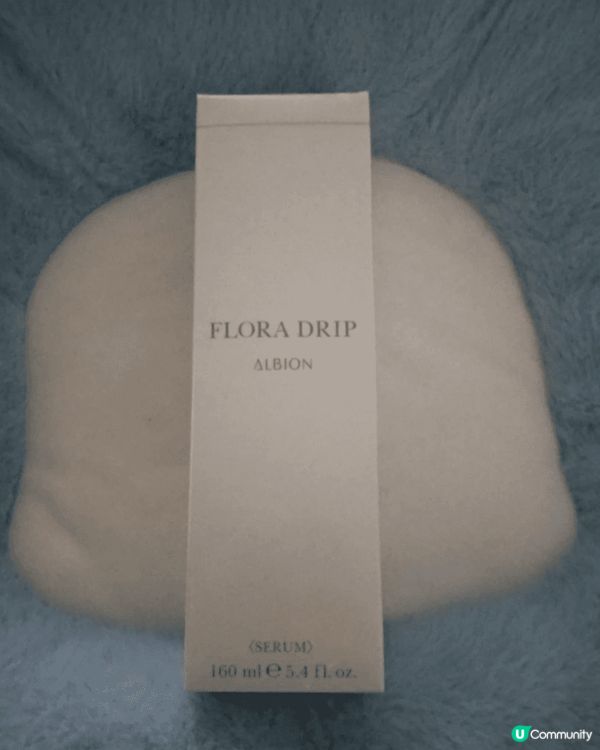 FLORA DRIP
ALBION
〈SERUM〉
160 ml ℮ 5.4 fl. oz.
U Community